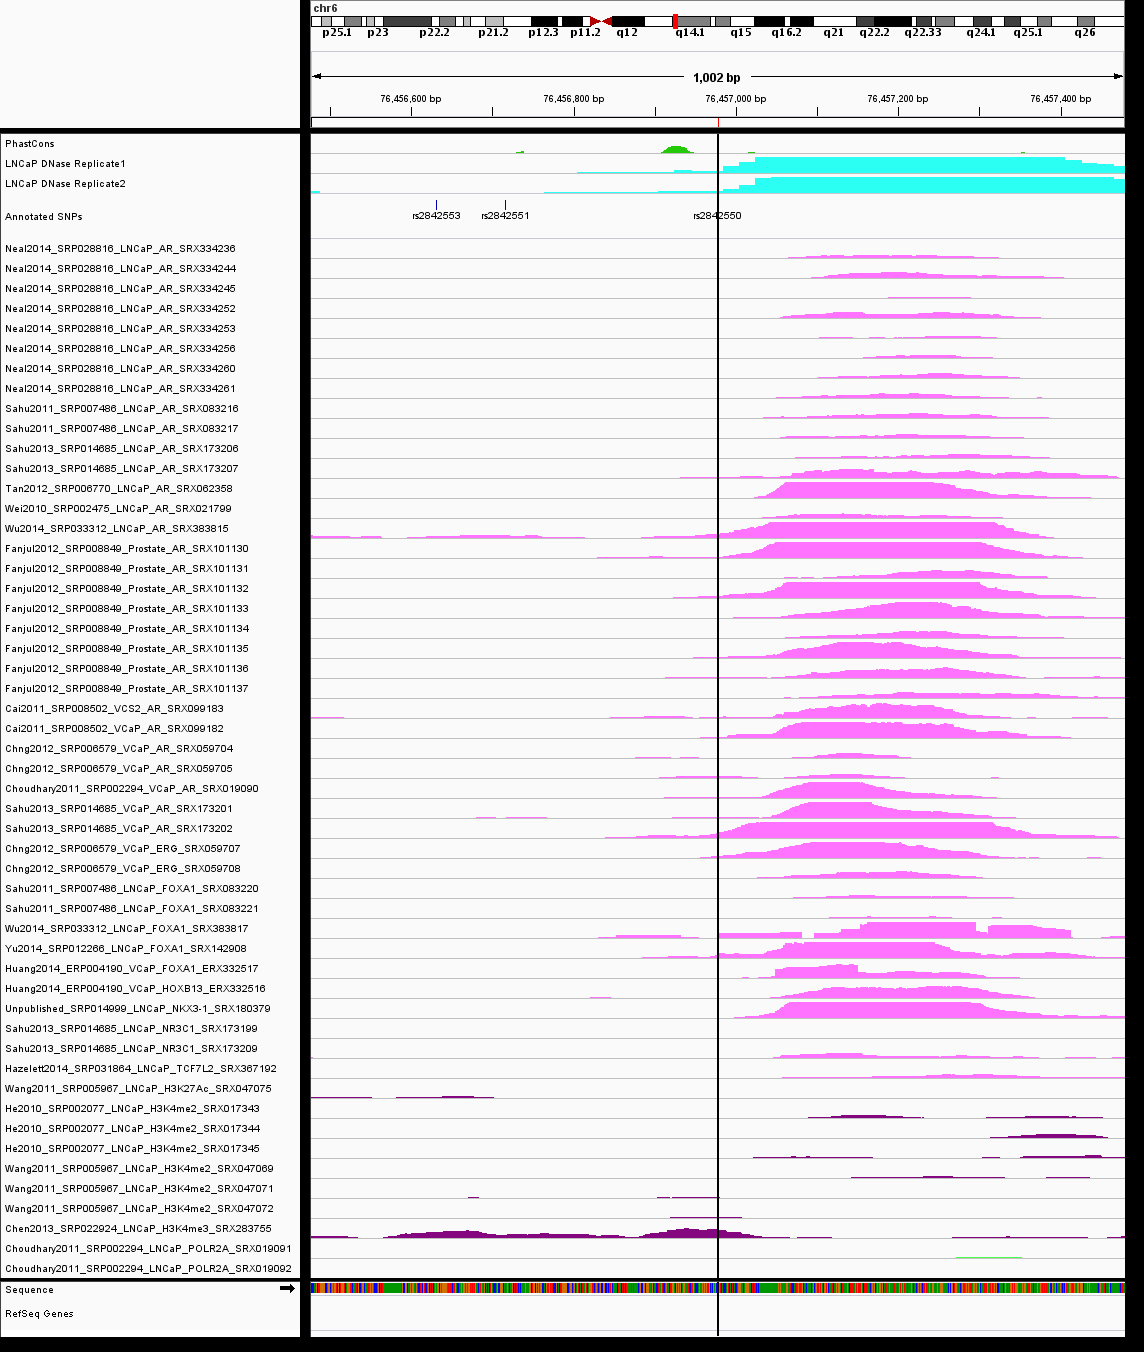 chr6
p25.1 p23 p22.2 p21.2 p12.3 p11.2 q12 q14.1 q15 q16.2 q21 q22.2 q22.33 q24.1 q25.1 q26
1,002 bp
76,456,600 bp 76,456,800 bp 76,457,000 bp 76,457,200 bp 76,457,400 bp
PhastCons
LNCaP DNase Replicate1
LNCaP DNase Replicate2
Annotated SNPs rs2842553 rs2842551 rs2842550
Neal2014_SRP028816_LNCaP_AR_SRX334236
Neal2014_SRP028816_LNCaP_AR_SRX334244
Neal2014_SRP028816_LNCaP_AR_SRX334245
Neal2014_SRP028816_LNCaP_AR_SRX334252
Neal2014_SRP028816_LNCaP_AR_SRX334253
Neal2014_SRP028816_LNCaP_AR_SRX334256
Neal2014_SRP028816_LNCaP_AR_SRX334260
Neal2014_SRP028816_LNCaP_AR_SRX334261
Sahu2011_SRP007486_LNCaP_AR_SRX083216
Sahu2011_SRP007486_LNCaP_AR_SRX083217
Sahu2013_SRP014685_LNCaP_AR_SRX173206
Sahu2013_SRP014685_LNCaP_AR_SRX173207
Tan2012_SRP006770_LNCaP_AR_SRX062358
Wei2010_SRP002475_LNCaP_AR_SRX021799
Wu2014_SRP033312_LNCaP_AR_SRX383815
Fanjul2012_SRP008849_Prostate_AR_SRX101130
Fanjul2012_SRP008849_Prostate_AR_SRX101131
Fanjul2012_SRP008849_Prostate_AR_SRX101132
Fanjul2012_SRP008849_Prostate_AR_SRX101133
Fanjul2012_SRP008849_Prostate_AR_SRX101134
Fanjul2012_SRP008849_Prostate_AR_SRX101135
Fanjul2012_SRP008849_Prostate_AR_SRX101136
Fanjul2012_SRP008849_Prostate_AR_SRX101137
Cai2011_SRP008502_VCS2_AR_SRX099183
Cai2011_SRP008502_VCaP_AR_SRX099182
Chng2012_SRP006579_VCaP_AR_SRX059704
Chng2012_SRP006579_VCaP_AR_SRX059705
Choudhary2011_SRP002294_VCaP_AR_SRX019090
Sahu2013_SRP014685_VCaP_AR_SRX173201
Sahu2013_SRP014685_VCaP_AR_SRX173202
Chng2012_SRP006579_VCaP_ERG_SRX059707
Chng2012_SRP006579_VCaP_ERG_SRX059708
Sahu2011_SRP007486_LNCaP_FOXA1_SRX083220
Sahu2011_SRP007486_LNCaP_FOXA1_SRX083221
Wu2014_SRP033312_LNCaP_FOXA1_SRX383817
Yu2014_SRP012266_LNCaP_FOXA1_SRX142908
Huang2014_ERP004190_VCaP_FOXA1_ERX332517
Huang2014_ERP004190_VCaP_HOXB13_ERX332516
Unpublished_SRP014999_LNCaP_NKX3-1_SRX180379
Sahu2013_SRP014685_LNCaP_NR3C1_SRX173199
Sahu2013_SRP014685_LNCaP_NR3C1_SRX173209
Hazelett2014_SRP031864_LNCaP_TCF7L2_SRX367192
Wang2011_SRP005967_LNCaP_H3K27Ac_SRX047075
He2010_SRP002077_LNCaP_H3K4me2_SRX017343
He2010_SRP002077_LNCaP_H3K4me2_SRX017344
He2010_SRP002077_LNCaP_H3K4me2_SRX017345
Wang2011_SRP005967_LNCaP_H3K4me2_SRX047069
Wang2011_SRP005967_LNCaP_H3K4me2_SRX047071
Wang2011_SRP005967_LNCaP_H3K4me2_SRX047072
Chen2013_SRP022924_LNCaP_H3K4me3_SRX283755
Choudhary2011_SRP002294_LNCaP_POLR2A_SRX019091
Choudhary2011_SRP002294_LNCaP_POLR2A_SRX019092
Sequence
RefSeq Genes